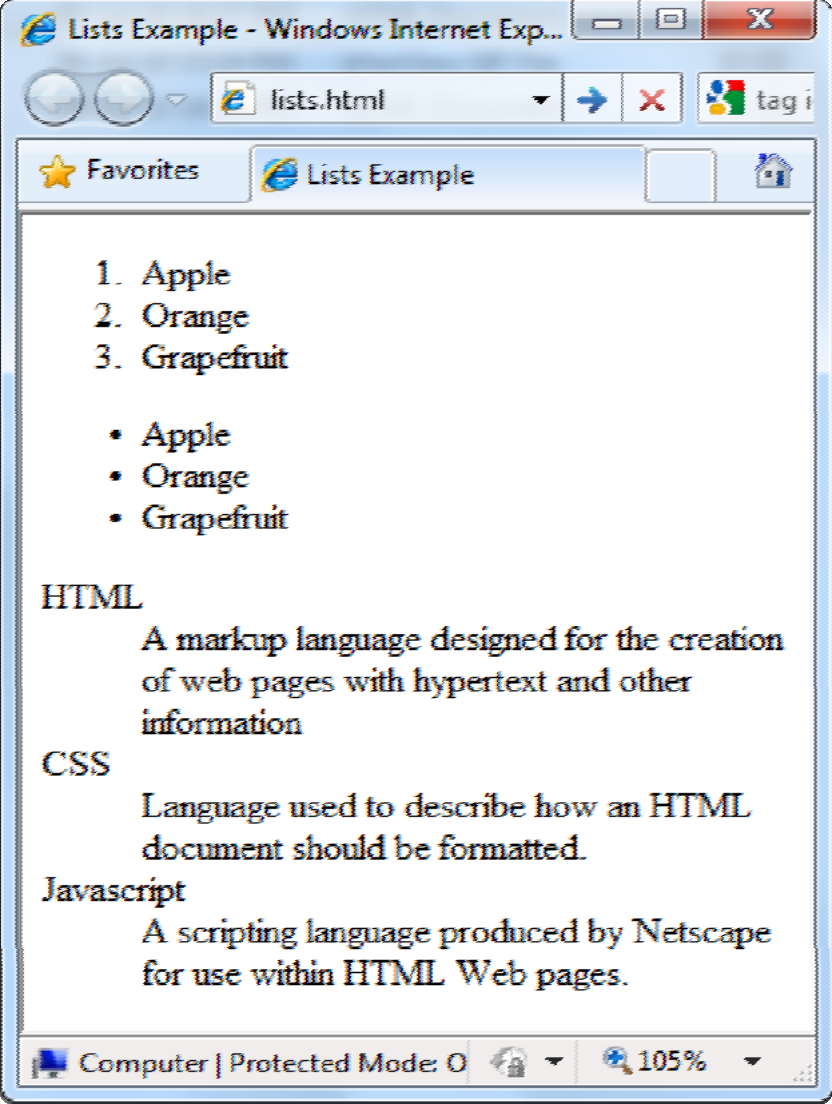 Lists Example - Windows Internet Exp...
lists.html
tag i
Favorites
Lists Example
1. Apple
2. Orange
3. Grapefruit
• Apple
• Orange
• Grapefruit
HTML
A markup language designed for the creation
of web pages with hypertext and other
information
CSS
Language used to describe how an HTML
document should be formatted.
Javascript
A scripting language produced by Netscape
for use within HTML Web pages.
Computer | Protected Mode: O
105%